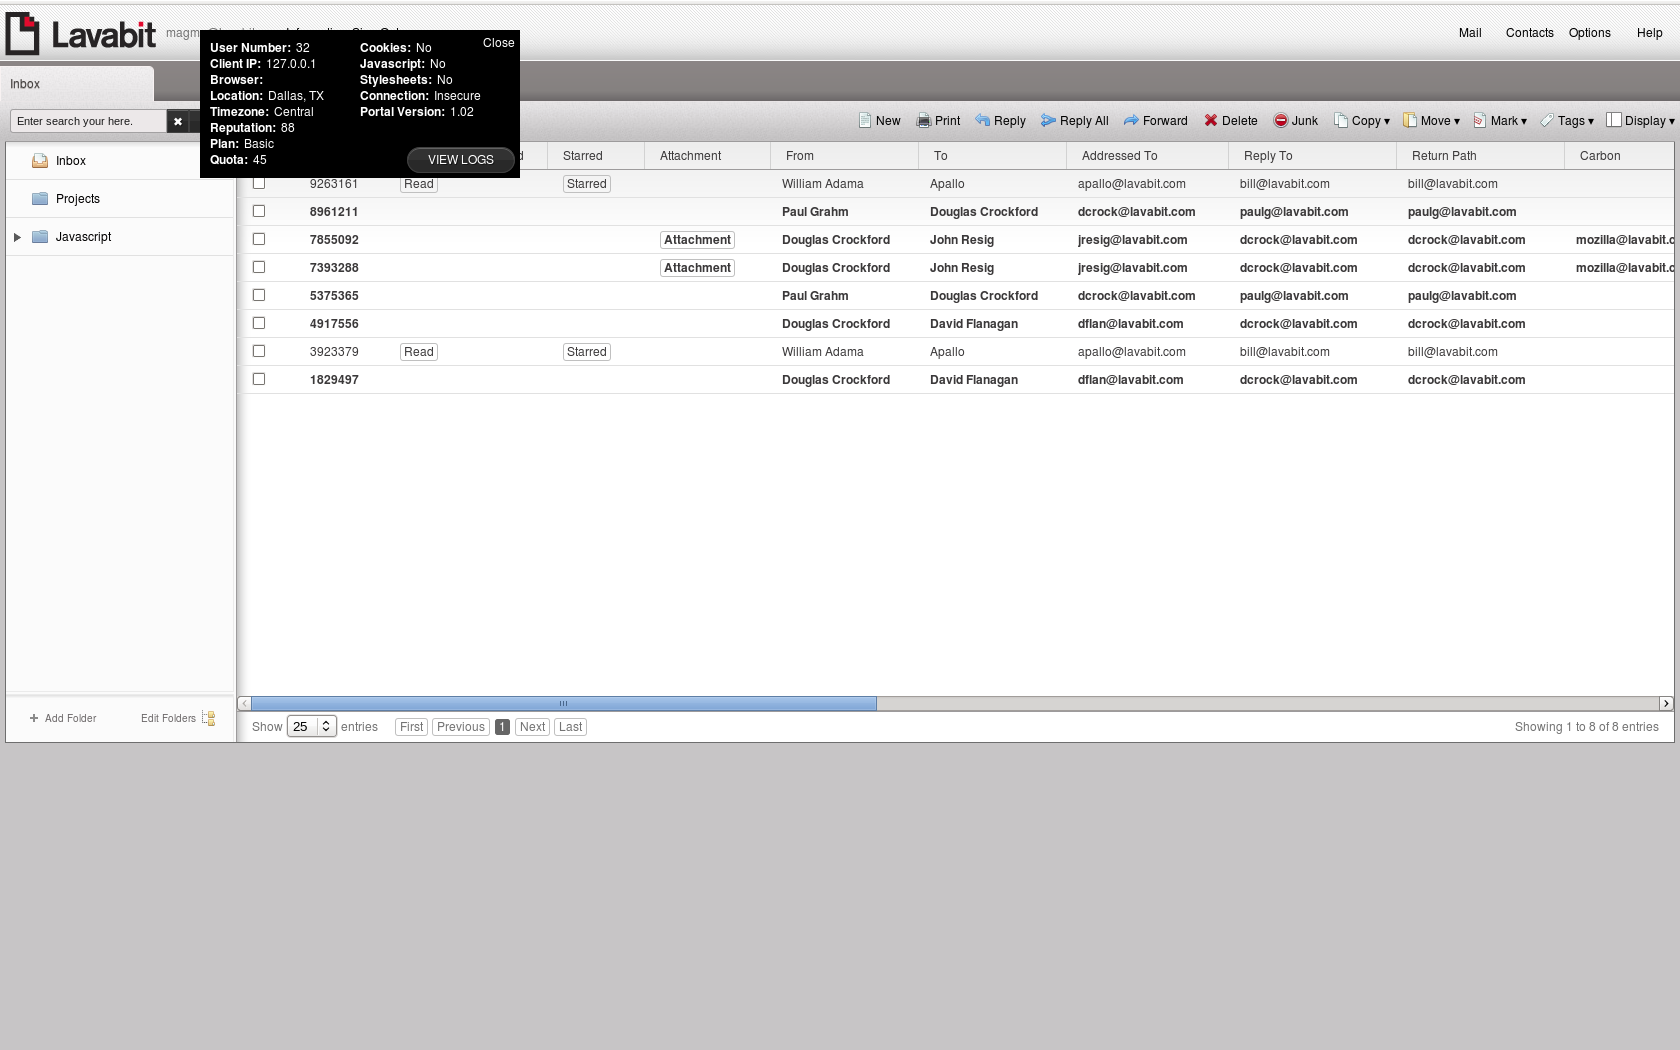 Lavabit
magm
Mail Contacts Options Help
User Number: 32 Cookies: No Close
Client IP: 127.0.0.1 Javascript: No
Browser: Stylesheets: No
Location: Dallas, TX Connection: Insecure
Timezone: Central Portal Version: 1.02
Reputation: 88
Plan: Basic
Quota: 45 VIEW LOGS
Inbox
Enter search your here. New Print Reply Reply All Forward Delete Junk Copy ▾ Move ▾ Mark ▾ Tags ▾ Display ▾
Inbox
Projects
Javascript
d Starred Attachment From To Addressed To Reply To Return Path Carbon
9263161 Read Starred William Adama Apallo apallo@lavabit.com bill@lavabit.com bill@lavabit.com
8961211 Paul Grahm Douglas Crockford dcrock@lavabit.com paulg@lavabit.com paulg@lavabit.com
7855092 Attachment Douglas Crockford John Resig jresig@lavabit.com dcrock@lavabit.com dcrock@lavabit.com mozilla@lavabit.c
7393288 Attachment Douglas Crockford John Resig jresig@lavabit.com dcrock@lavabit.com dcrock@lavabit.com mozilla@lavabit.c
5375365 Paul Grahm Douglas Crockford dcrock@lavabit.com paulg@lavabit.com paulg@lavabit.com
4917556 Douglas Crockford David Flanagan dflan@lavabit.com dcrock@lavabit.com dcrock@lavabit.com
3923379 Read Starred William Adama Apallo apallo@lavabit.com bill@lavabit.com bill@lavabit.com
1829497 Douglas Crockford David Flanagan dflan@lavabit.com dcrock@lavabit.com dcrock@lavabit.com
+ Add Folder Edit Folders
Show 25 entries First Previous 1 Next Last Showing 1 to 8 of 8 entries